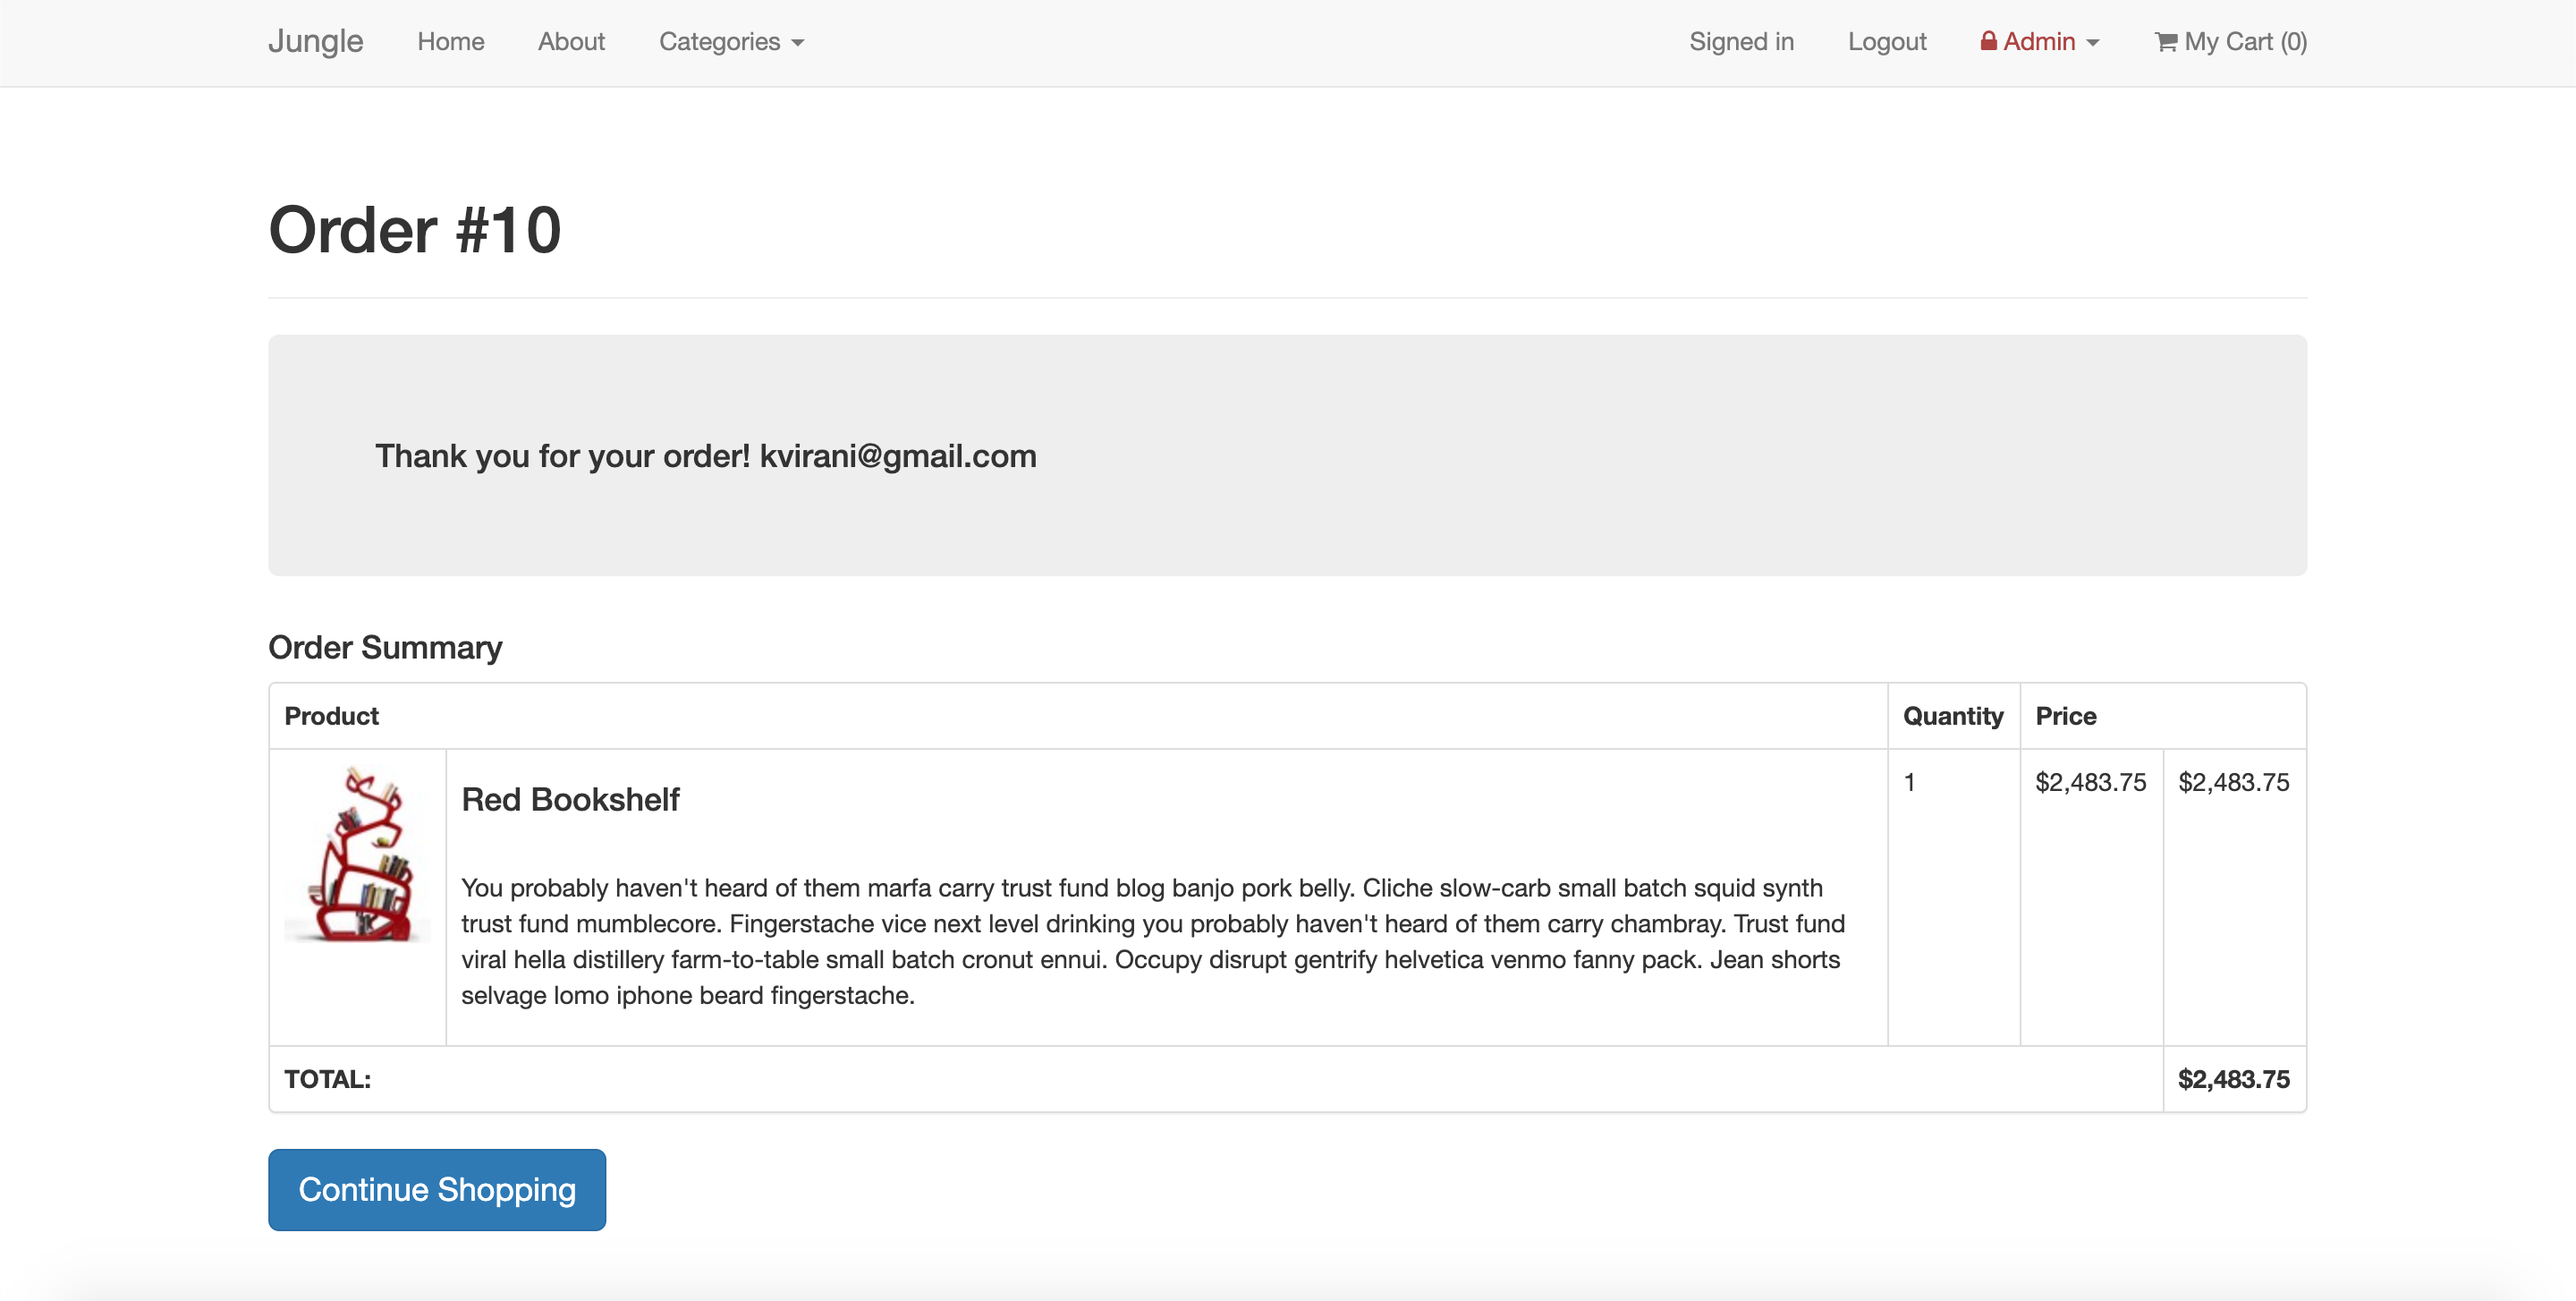 Jungle Home About Categories Signed in Logout Admin My Cart (0)
Order #10
Thank you for your order! kvirani@gmail.com
Order Summary
Product Quantity Price
Red Bookshelf 1 $2,483.75 $2,483.75
You probably haven't heard of them marfa carry trust fund blog banjo pork belly. Cliche slow-carb small batch squid synth
trust fund mumblecore. Fingerstache vice next level drinking you probably haven't heard of them carry chambray. Trust fund
viral hella distillery farm-to-table small batch cronut ennui. Occupy disrupt gentrify helvetica venmo fanny pack. Jean shorts
selvage lomo iphone beard fingerstache.
TOTAL: $2,483.75
Continue Shopping